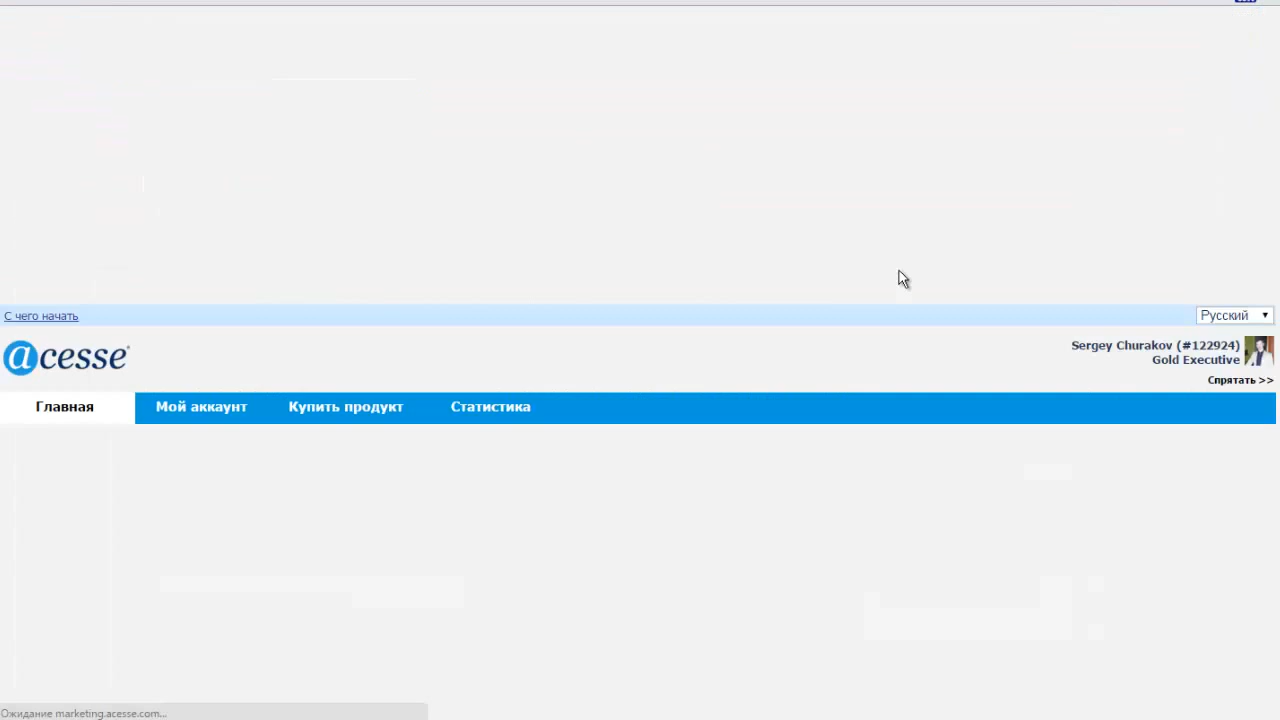 С чего начать
Русский
acesse
Sergey Churakov (#122924)
Gold Executive
Спрятать >>
Главная
Мой аккаунт
Купить продукт
Статистика
Ожидание marketing.acesse.com...